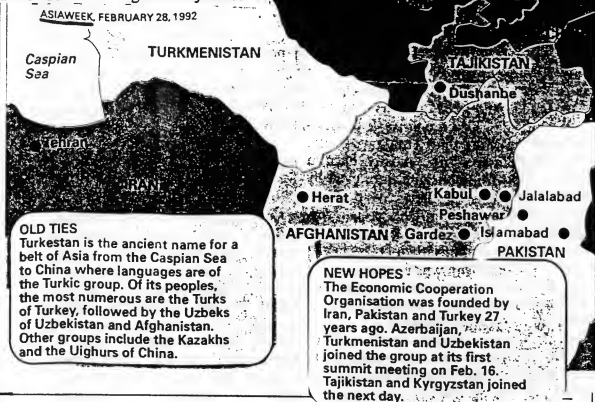 ASIAWEEK, FEBRUARY 28, 1992
Caspian
Sea
TURKMENISTAN
TAJIKISTAN
Dushanbe
Tehran
IRAN
Herat
Kabul
Jalalabad
Peshawar
AFGHANISTAN
Gardez
Islamabad
PAKISTAN
OLD TIES
Turkestan is the ancient name for a
belt of Asia from the Caspian Sea
to China where languages are of
the Turkic group. Of its peoples,
the most numerous are the Turks
of Turkey, followed by the Uzbeks
of Uzbekistan and Afghanistan.
Other groups include the Kazakhs
and the Uighurs of China.
NEW HOPES
The Economic Cooperation
Organisation was founded by
Iran, Pakistan and Turkey 27
years ago. Azerbaijan,
Turkmenistan and Uzbekistan
joined the group at its first
summit meeting on Feb. 16.
Tajikistan and Kyrgyzstan joined
the next day.